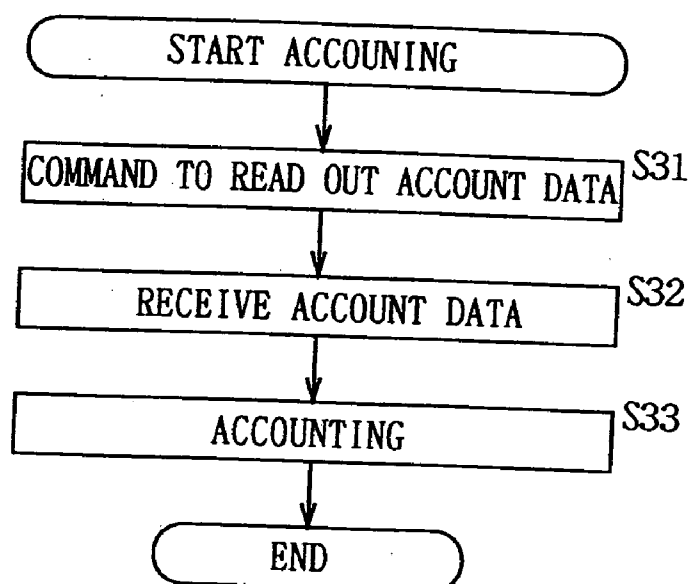 START ACCOUNING
COMMAND TO READ OUT ACCOUNT DATA S31
RECEIVE ACCOUNT DATA S32
ACCOUNTING S33
END